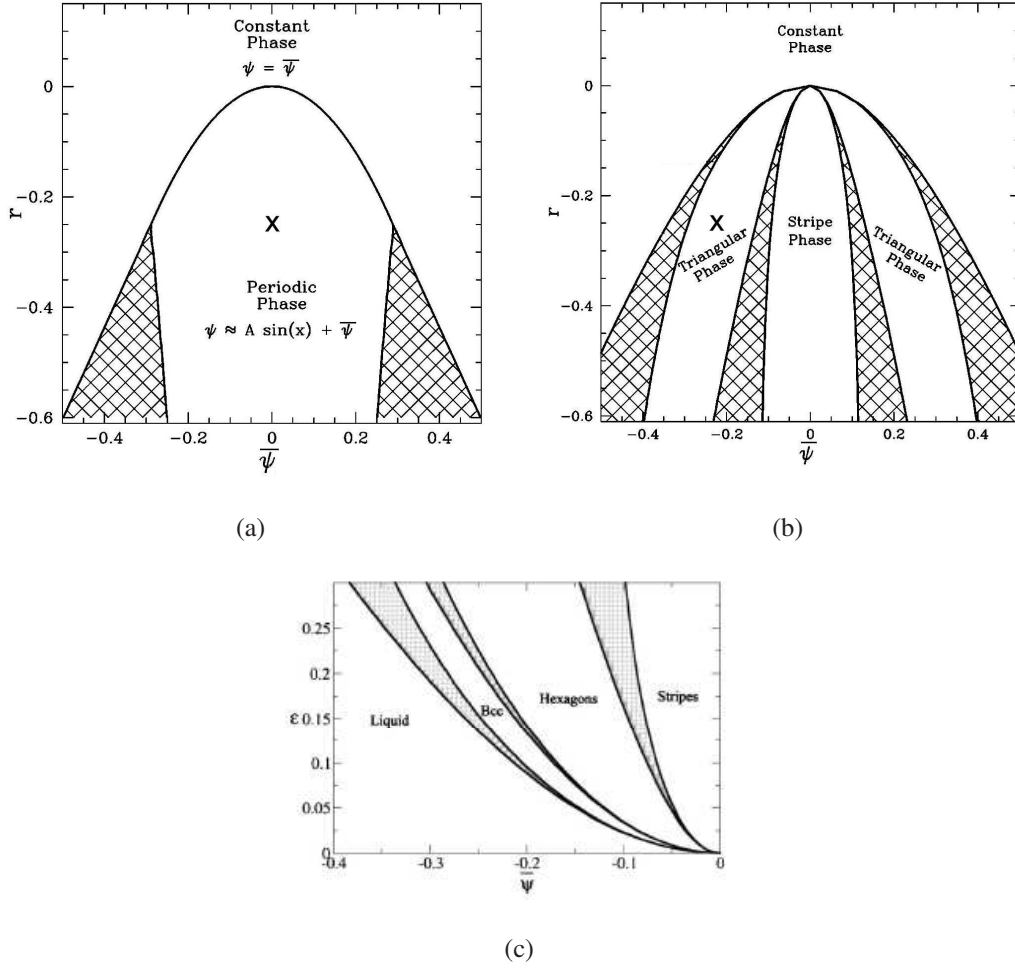 Constant
Phase
ψ = ψ̅
0
−0.2
r
X
−0.4
Periodic
Phase
ψ ≈ A sin(x) + ψ̅
−0.6
−0.4 −0.2 0 0.2 0.4
ψ̅
(a)
Constant
Phase
0
−0.2
r
X
Triangular
Phase
Stripe
Phase
Triangular
Phase
−0.4
−0.6
−0.4 −0.2 0 0.2 0.4
ψ̅
(b)
0.25
0.2
ε 0.15
0.1
0.05
0
Liquid
Bcc
Hexagons
Stripes
-0.4 -0.3 -0.2 -0.1 0
ψ̅
(c)